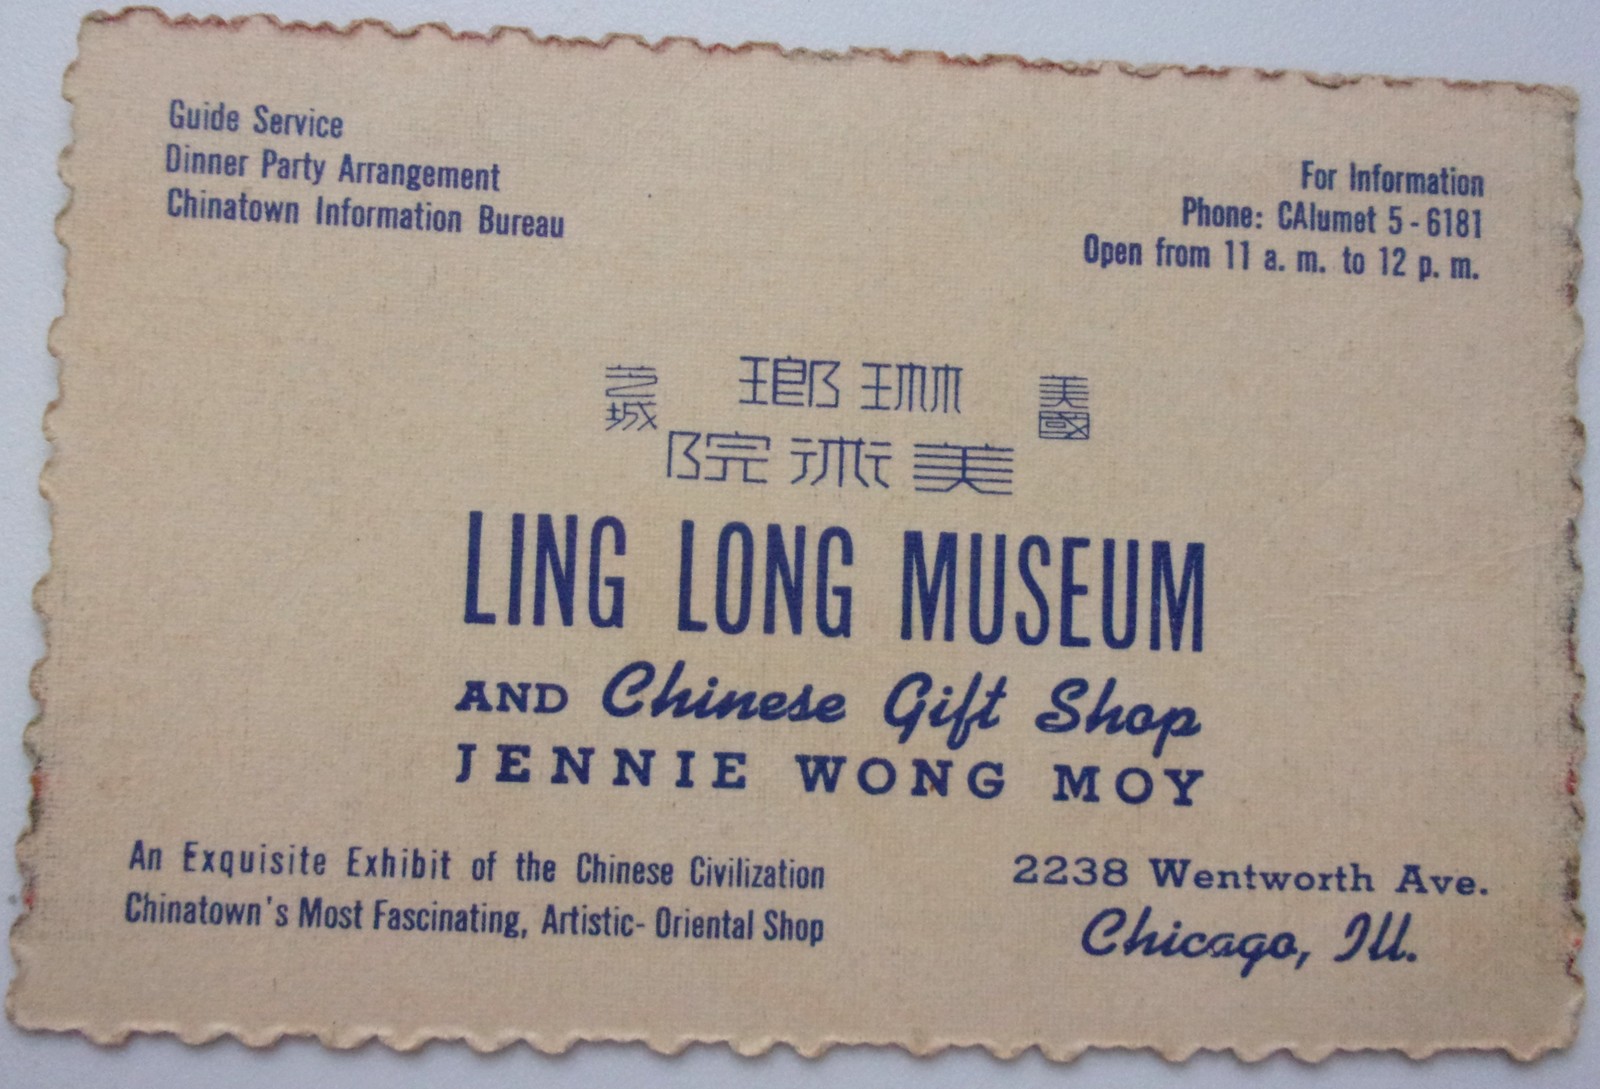 Guide Service
Dinner Party Arrangement
Chinatown Information Bureau
For Information
Phone: CAlumet 5 - 6181
Open from 11 a. m. to 12 p. m.
美國
芝城
琳瑯
美術院
LING LONG MUSEUM
AND Chinese Gift Shop
JENNIE WONG MOY
An Exquisite Exhibit of the Chinese Civilization
Chinatown's Most Fascinating, Artistic- Oriental Shop
2238 Wentworth Ave.
Chicago, Ill.